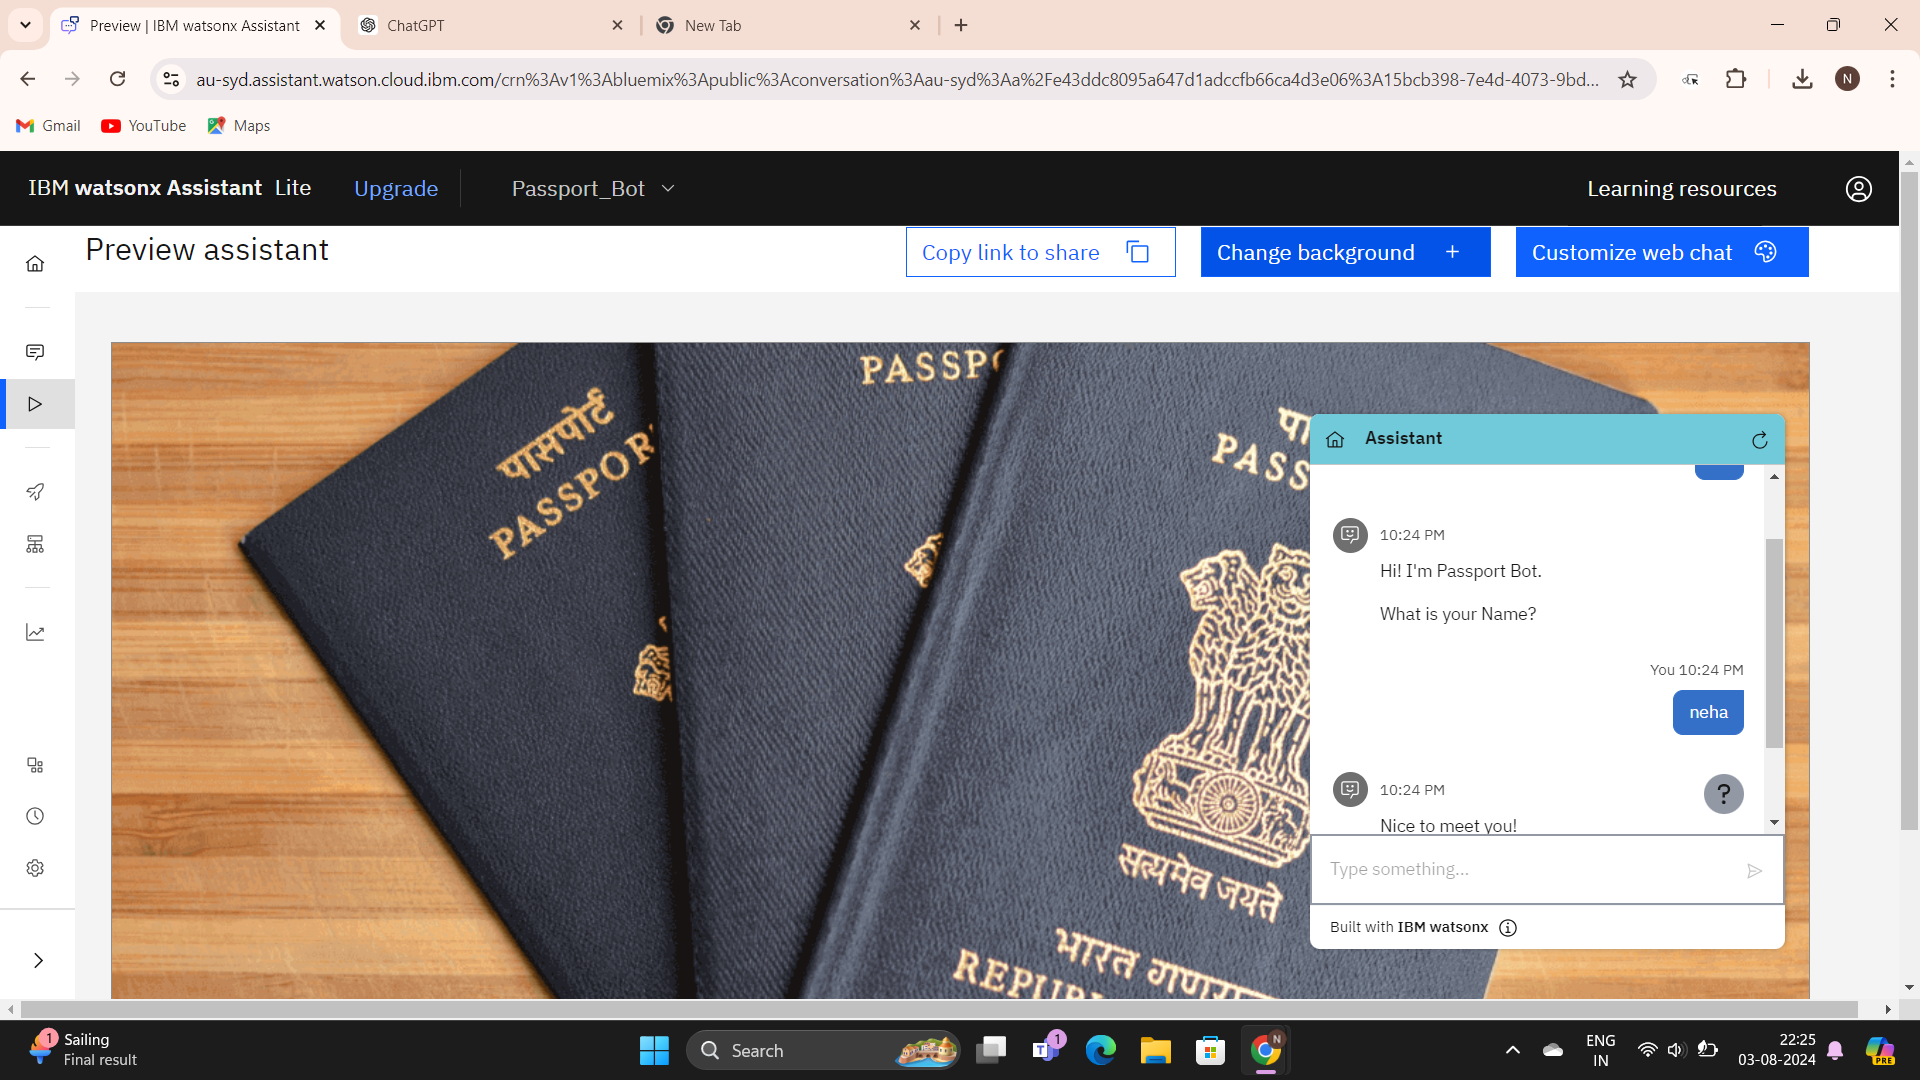 Preview | IBM watsonx Assistant
ChatGPT
New Tab
au-syd.assistant.watson.cloud.ibm.com/crn%3Av1%3Abluemix%3Apublic%3Aconversation%3Aau-syd%3Aa%2Fe43ddc8095a647d1adccfb66ca4d3e06%3A15bcb398-7e4d-4073-9bd...
N
Gmail
YouTube
Maps
IBM watsonx Assistant Lite
Upgrade
Passport_Bot
Learning resources
Preview assistant
Copy link to share
Change background +
Customize web chat
पासपोर्ट
PASSPOR
PASSPO
PASS
सत्यमेव जयते
भारत गणरा
REPUB
Assistant
10:24 PM
Hi! I'm Passport Bot.
What is your Name?
You 10:24 PM
neha
10:24 PM
?
Nice to meet you!
Type something...
Built with IBM watsonx
1
Sailing
Final result
Search
1
N
ENG
IN
22:25
03-08-2024
PRE